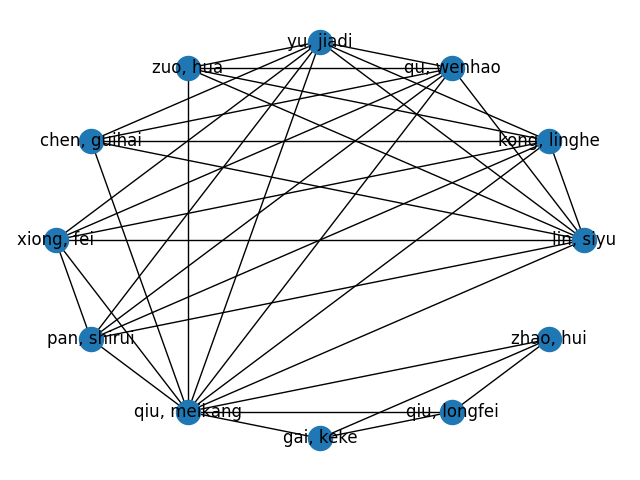 yu, jiadi
zuo, hua
qu, wenhao
chen, guihai
kong, linghe
xiong, fei
lin, siyu
pan, shirui
zhao, hui
qiu, meikang
qiu, longfei
gai, keke